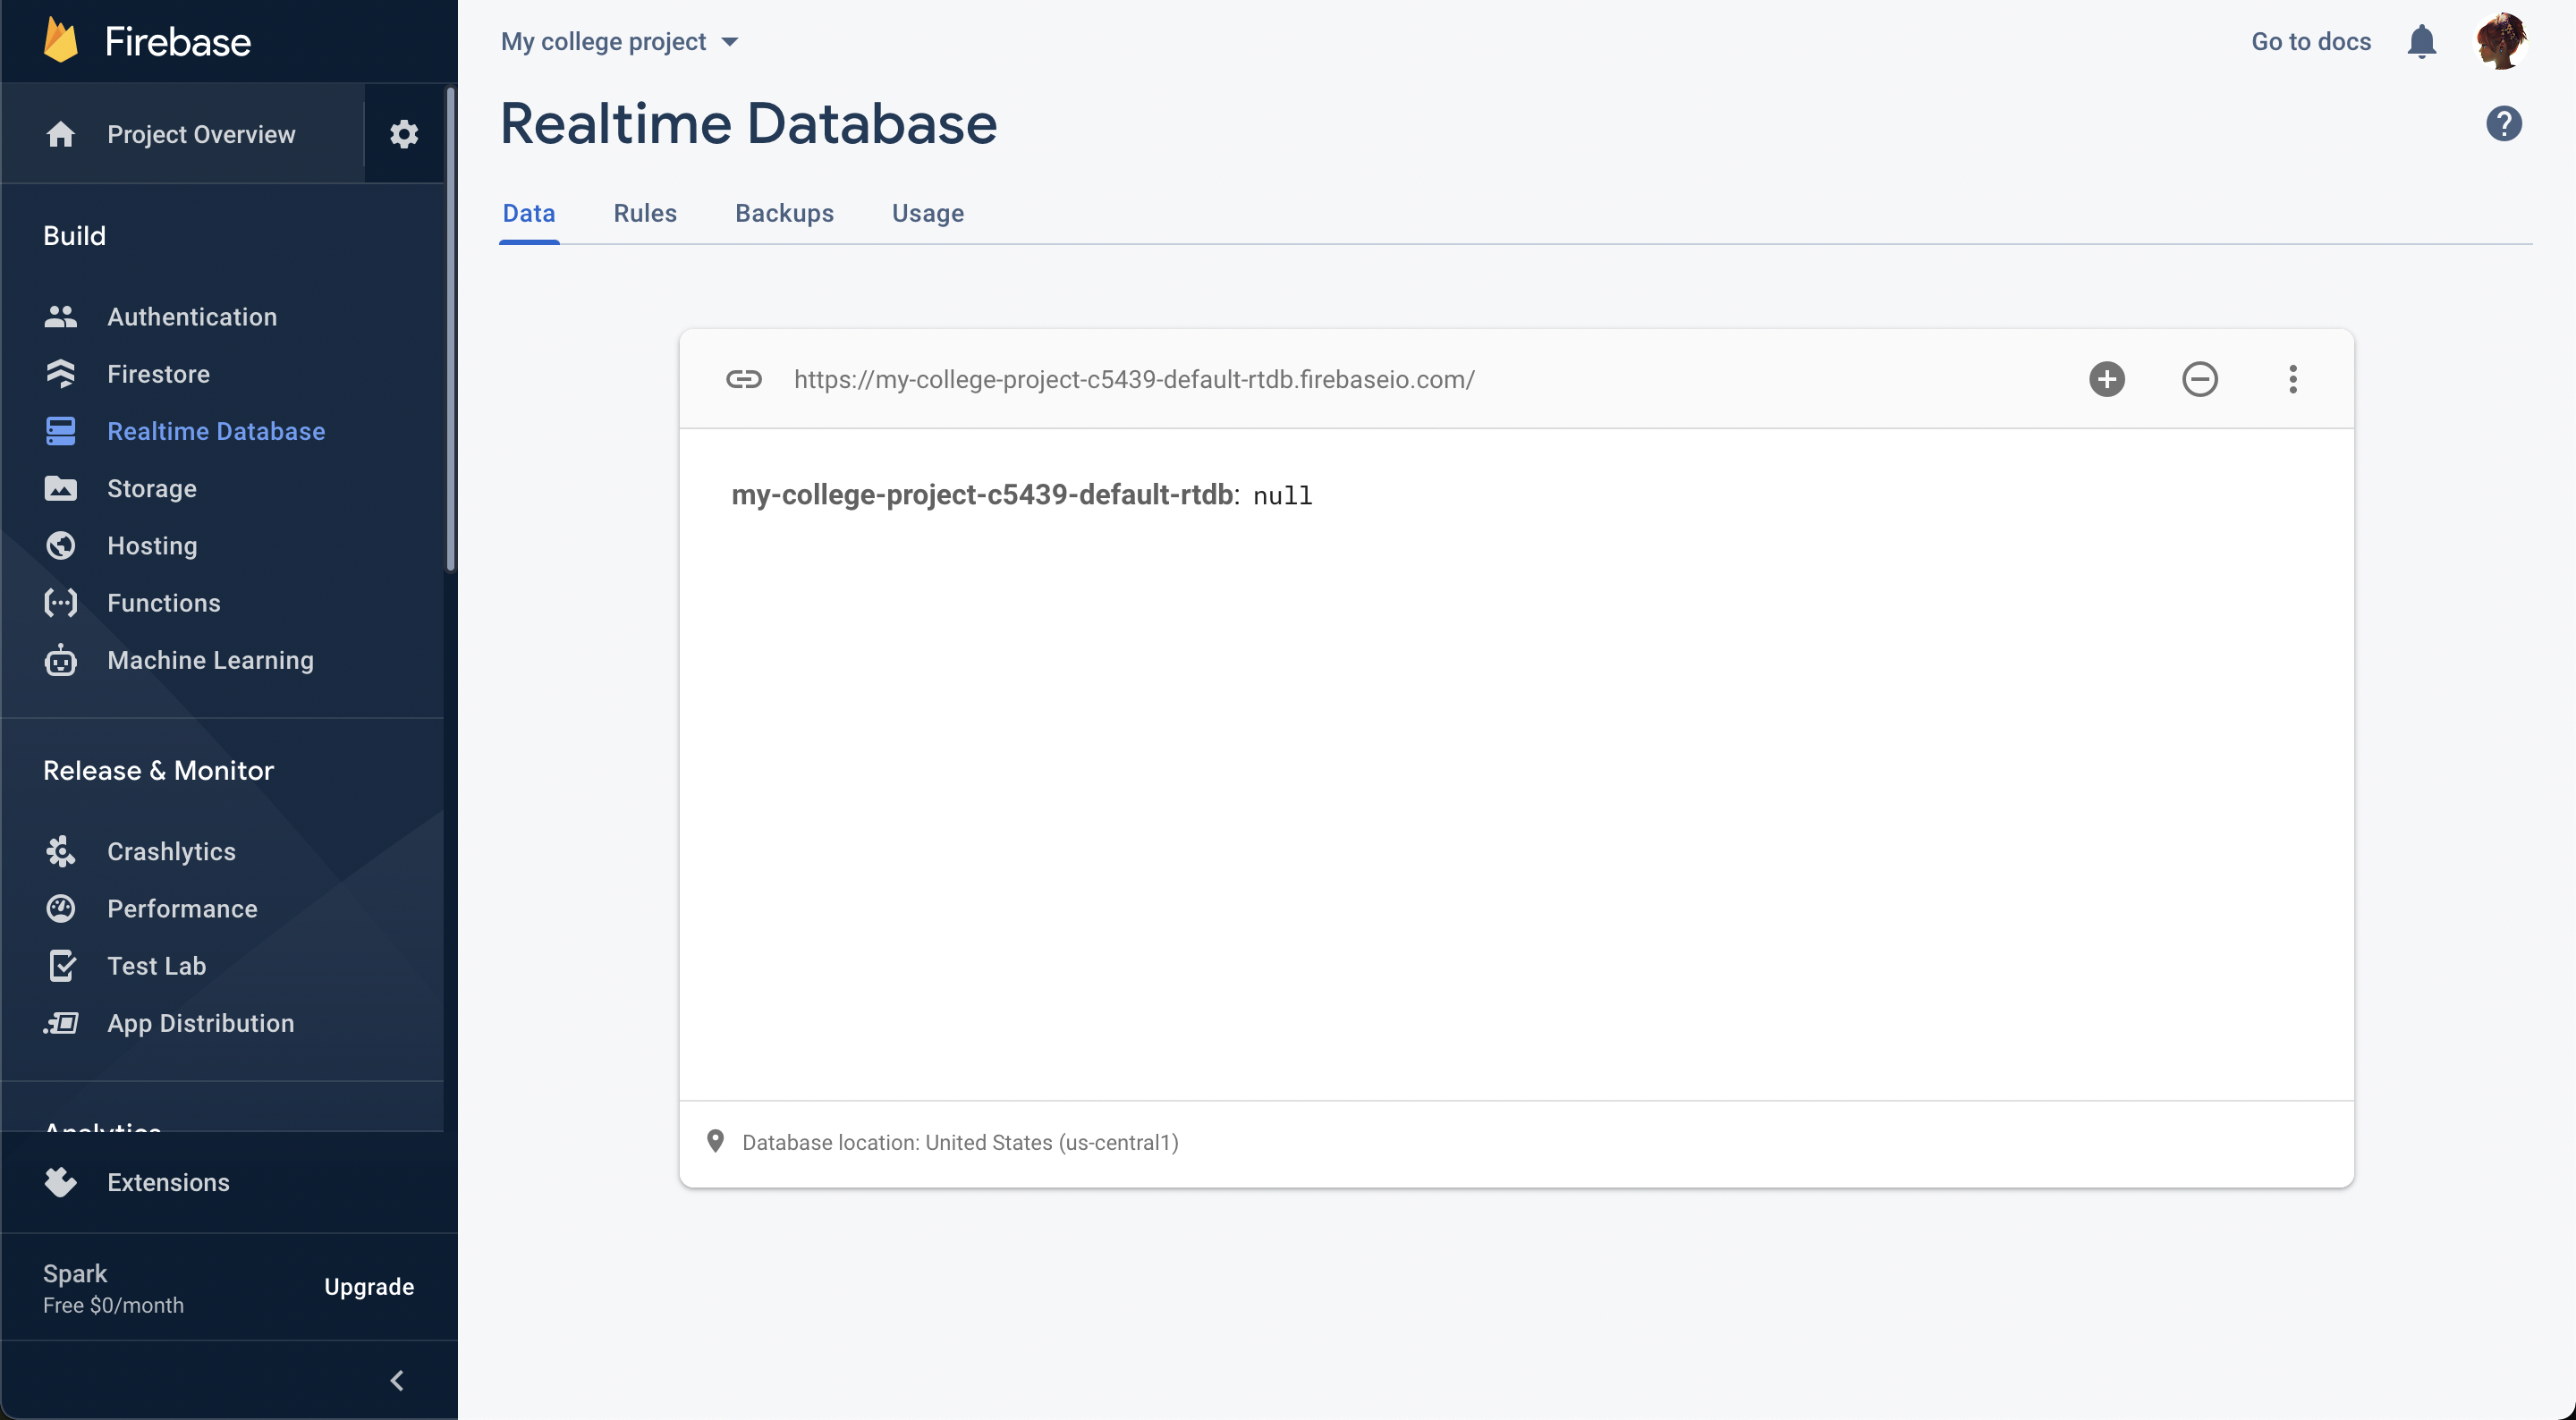 Firebase
Project Overview
Build
Authentication
Firestore
Realtime Database
Storage
Hosting
Functions
Machine Learning
Release & Monitor
Crashlytics
Performance
Test Lab
App Distribution
Analytics
Extensions
Spark
Free $0/month
Upgrade
My college project
Go to docs
Realtime Database
Data Rules Backups Usage
https://my-college-project-c5439-default-rtdb.firebaseio.com/
my-college-project-c5439-default-rtdb: null
Database location: United States (us-central1)